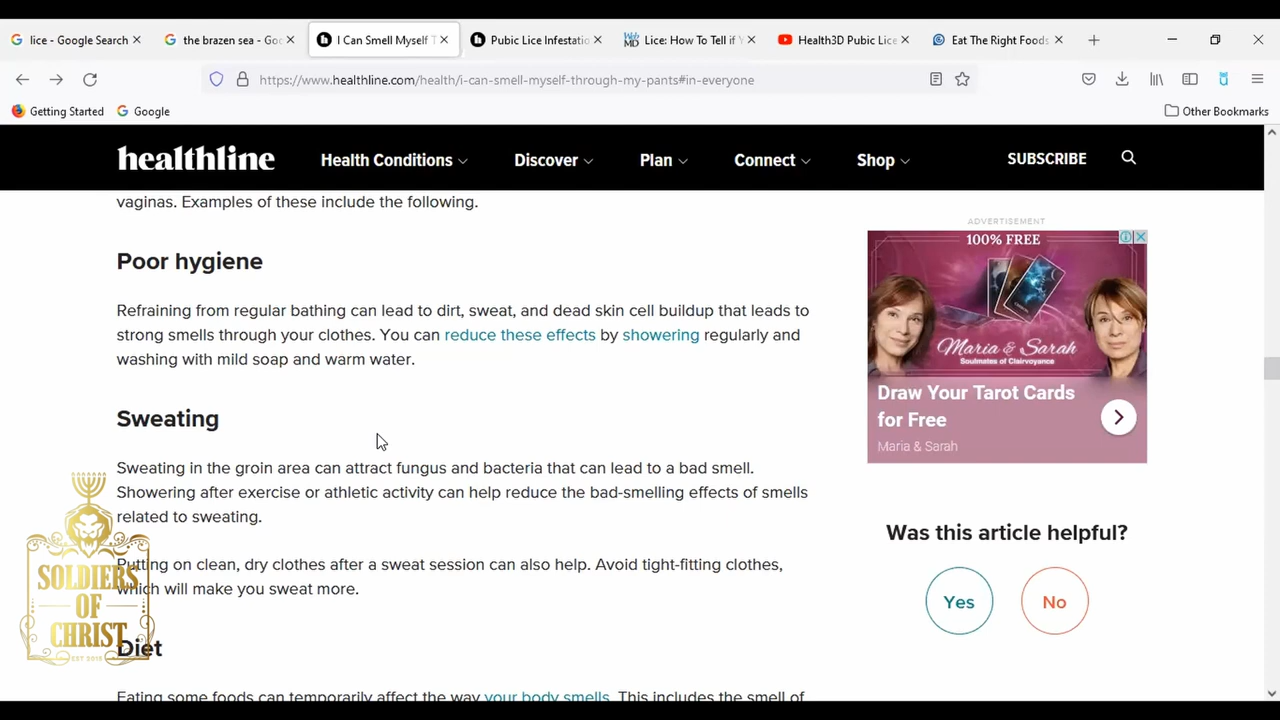 lice - Google Search
the brazen sea - Goo
I Can Smell Myself T
Pubic Lice Infestatio
Lice: How To Tell if Y
Health3D Pubic Lice
Eat The Right Foods
https://www.healthline.com/health/i-can-smell-myself-through-my-pants#in-everyone
Getting Started
Google
Other Bookmarks
healthline
Health Conditions
Discover
Plan
Connect
Shop
SUBSCRIBE
vaginas. Examples of these include the following.
Poor hygiene
Refraining from regular bathing can lead to dirt, sweat, and dead skin cell buildup that leads to
strong smells through your clothes. You can reduce these effects by showering regularly and
washing with mild soap and warm water.
Sweating
Sweating in the groin area can attract fungus and bacteria that can lead to a bad smell.
Showering after exercise or athletic activity can help reduce the bad-smelling effects of smells
related to sweating.
Putting on clean, dry clothes after a sweat session can also help. Avoid tight-fitting clothes,
which will make you sweat more.
Diet
Eating some foods can temporarily affect the way your body smells. This includes the smell of
ADVERTISEMENT
100% FREE
Maria & Sarah
Soulmates of Clairvoyance
Draw Your Tarot Cards
for Free
Maria & Sarah
Was this article helpful?
Yes
No
SOLDIERS
OF
CHRIST